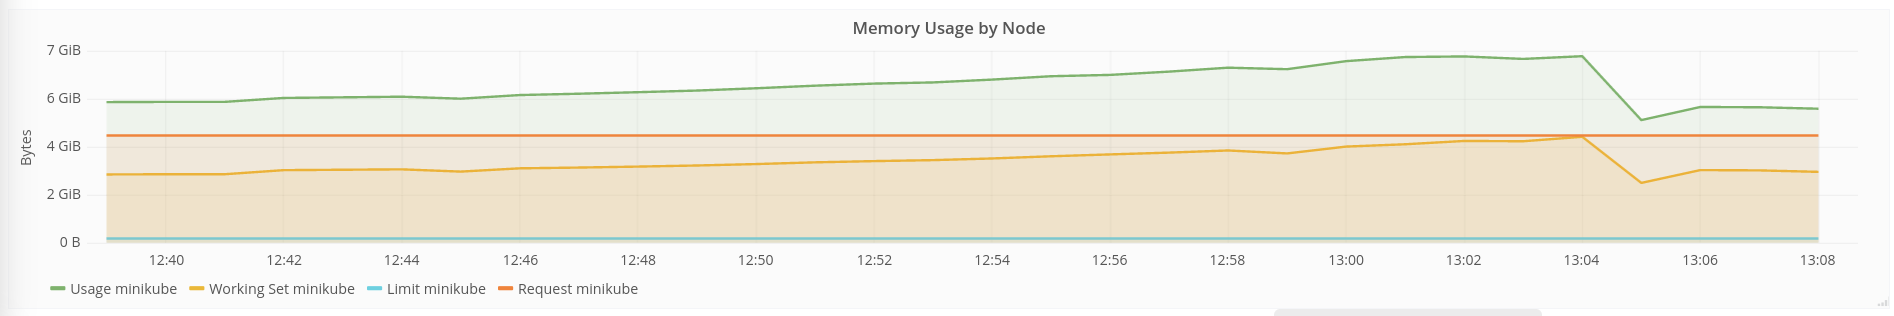 Memory Usage by Node
7 GiB
6 GiB
4 GiB
2 GiB
0 B
Bytes
12:40 12:42 12:44 12:46 12:48 12:50 12:52 12:54 12:56 12:58 13:00 13:02 13:04 13:06 13:08
Usage minikube Working Set minikube Limit minikube Request minikube